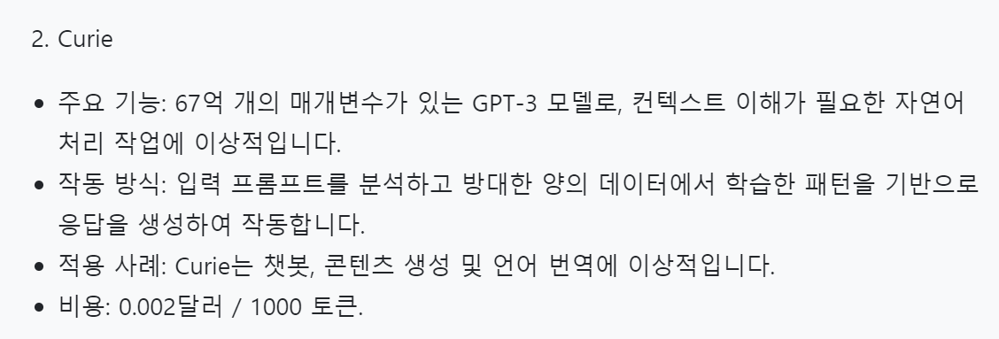 2. Curie
• 주요 기능: 67억 개의 매개변수가 있는 GPT-3 모델로, 컨텍스트 이해가 필요한 자연어
처리 작업에 이상적입니다.
• 작동 방식: 입력 프롬프트를 분석하고 방대한 양의 데이터에서 학습한 패턴을 기반으로
응답을 생성하여 작동합니다.
• 적용 사례: Curie는 챗봇, 콘텐츠 생성 및 언어 번역에 이상적입니다.
• 비용: 0.002달러 / 1000 토큰.